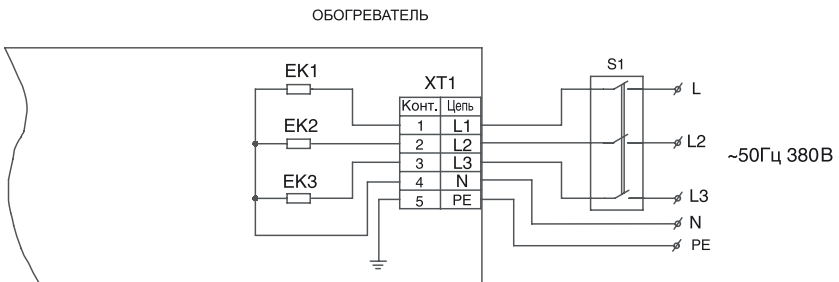 ОБОГРЕВАТЕЛЬ
EK1
EK2
EK3
XT1
Конт. Цепь
1 L1
2 L2
3 L3
4 N
5 PE
S1
L
L2
L3
N
PE
~50Гц 380В